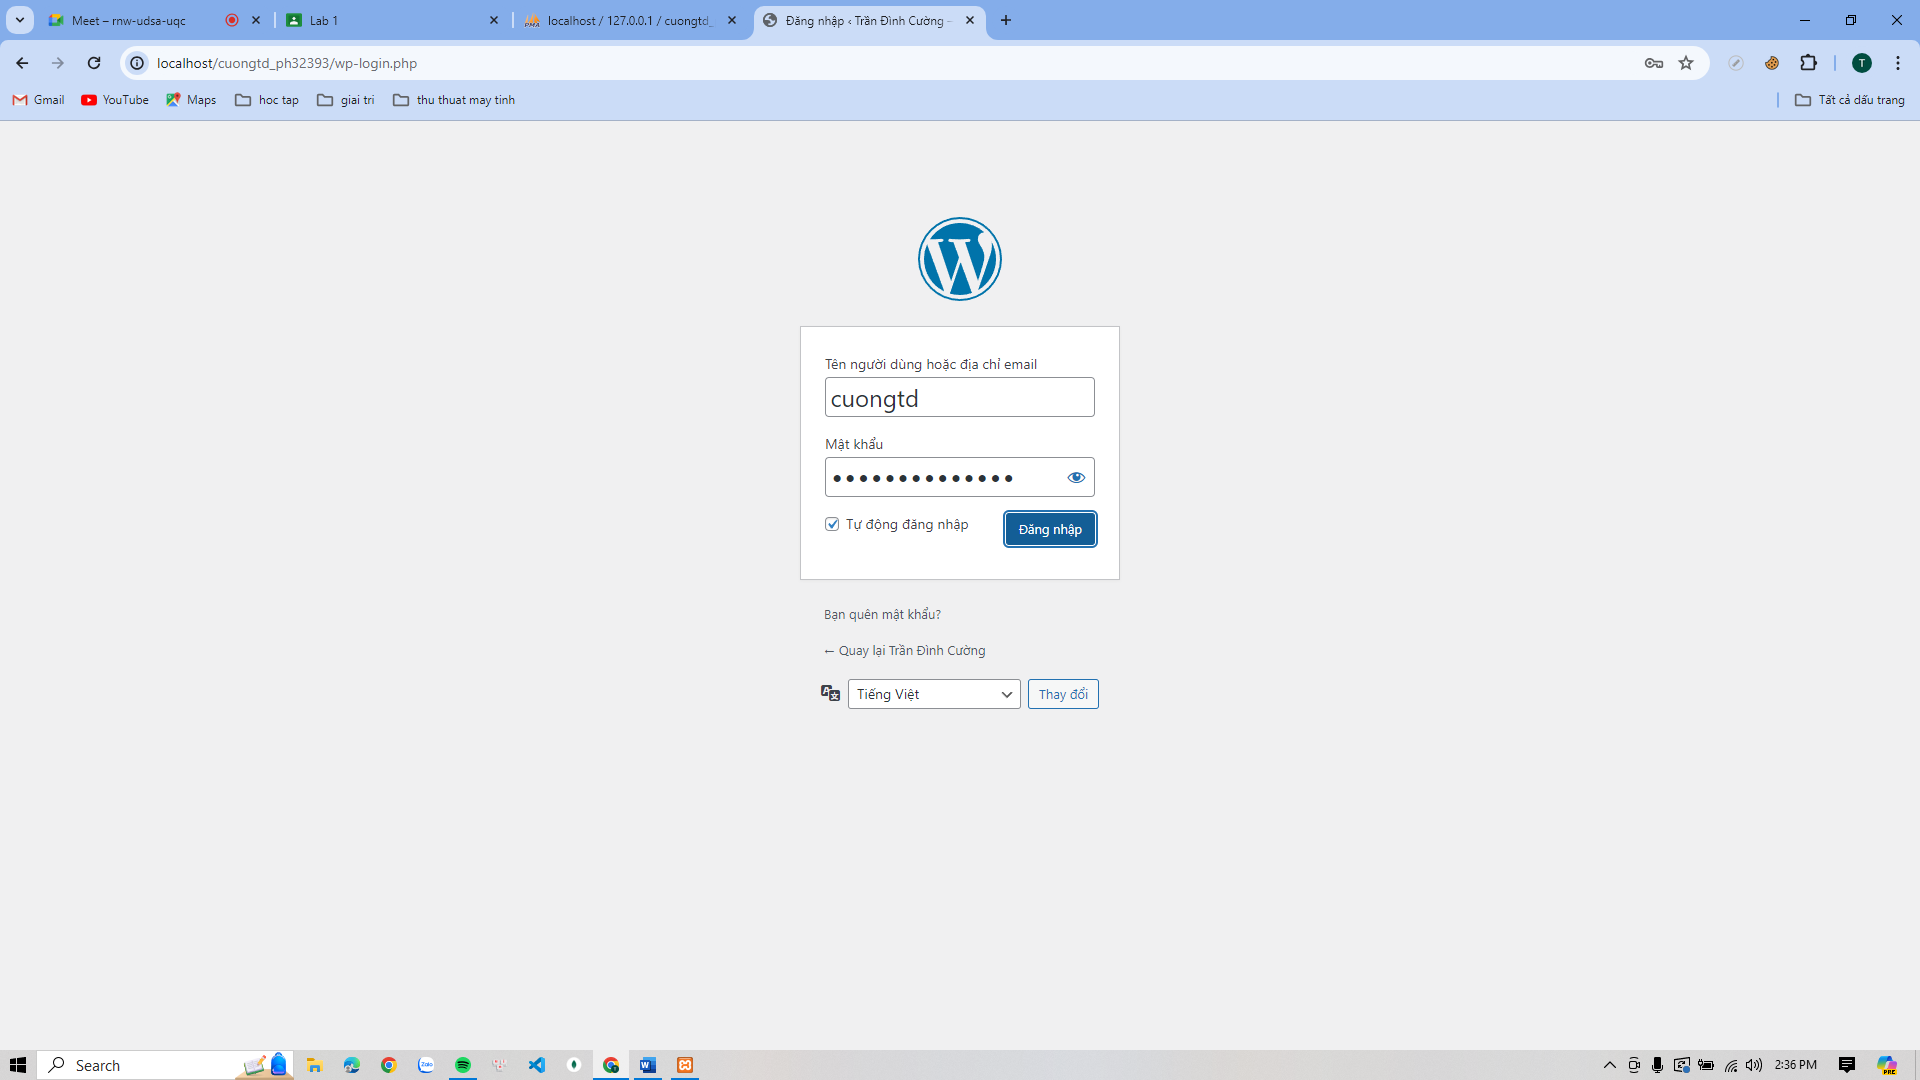 Meet – rnw-udsa-uqc
Lab 1
localhost / 127.0.0.1 / cuongtd_
Đăng nhập ‹ Trần Đình Cường –
localhost/cuongtd_ph32393/wp-login.php
T
Gmail
YouTube
Maps
hoc tap
giai tri
thu thuat may tinh
Tất cả dấu trang
Tên người dùng hoặc địa chỉ email
cuongtd
Mật khẩu
Tự động đăng nhập
Đăng nhập
Bạn quên mật khẩu?
← Quay lại Trần Đình Cường
Tiếng Việt
Thay đổi
Search
Zalo
2:36 PM
PRE